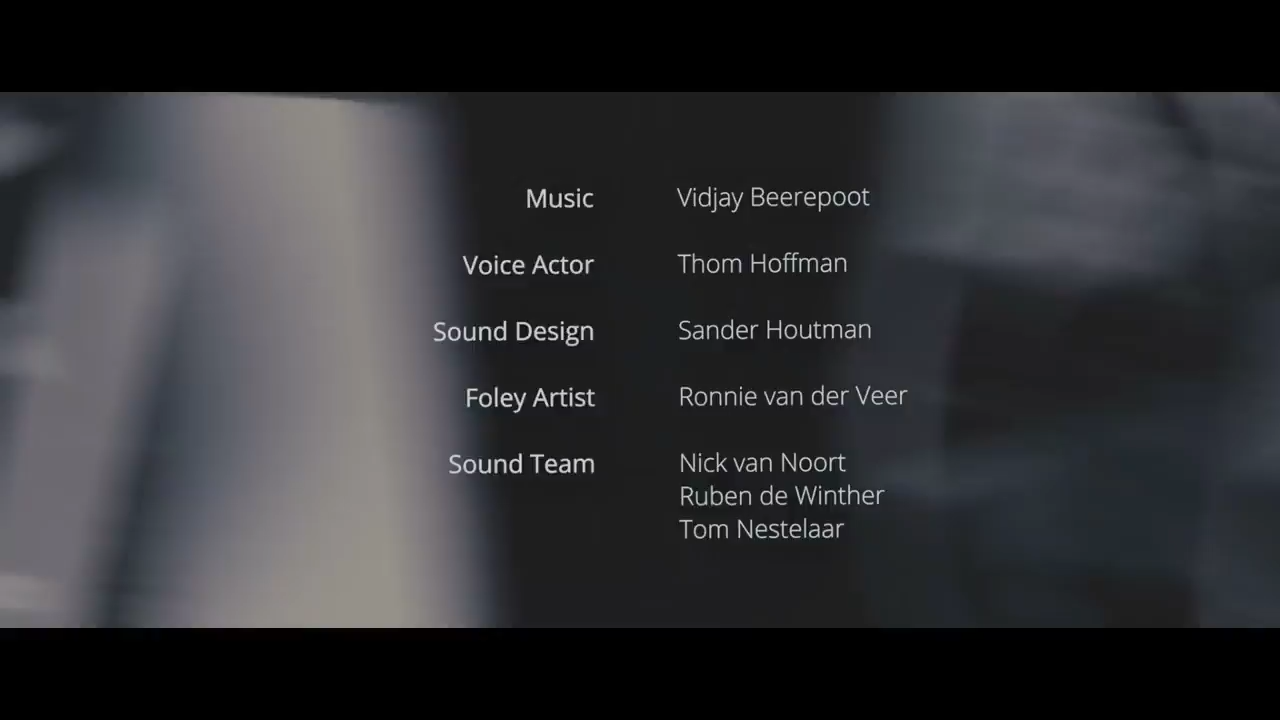 Music Vidjay Beerepoot
Voice Actor Thom Hoffman
Sound Design Sander Houtman
Foley Artist Ronnie van der Veer
Sound Team Nick van Noort
Ruben de Winther
Tom Nestelaar